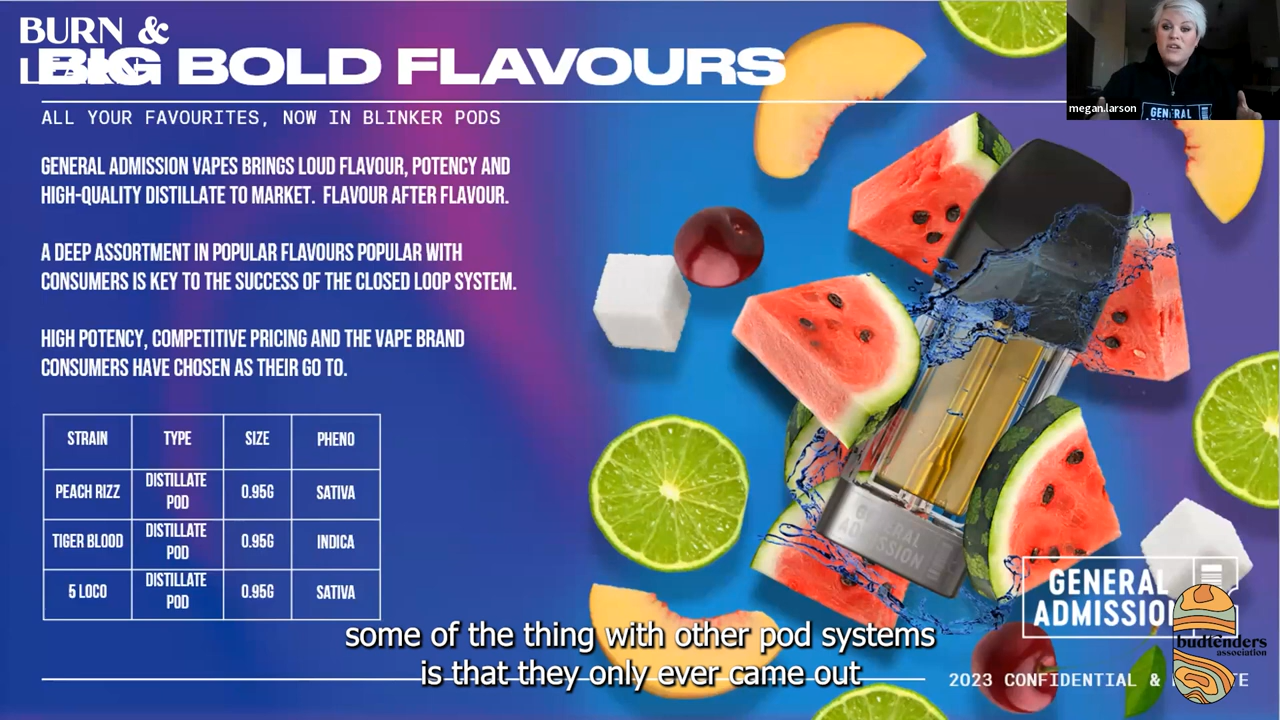 BURN &
BIG BOLD FLAVOURS
megan.larson
GENERAL
ALL YOUR FAVOURITES, NOW IN BLINKER PODS
GENERAL ADMISSION VAPES BRINGS LOUD FLAVOUR, POTENCY AND
HIGH-QUALITY DISTILLATE TO MARKET. FLAVOUR AFTER FLAVOUR.
A DEEP ASSORTMENT IN POPULAR FLAVOURS POPULAR WITH
CONSUMERS IS KEY TO THE SUCCESS OF THE CLOSED LOOP SYSTEM.
HIGH POTENCY, COMPETITIVE PRICING AND THE VAPE BRAND
CONSUMERS HAVE CHOSEN AS THEIR GO TO.
STRAIN TYPE SIZE PHENO
PEACH RIZZ DISTILLATE POD 0.95G SATIVA
TIGER BLOOD DISTILLATE POD 0.95G INDICA
5 LOCO DISTILLATE POD 0.95G SATIVA
GENERAL
ADMISSION
GENERAL
ADMISSION
budtenders
association
some of the thing with other pod systems
is that they only ever came out
2023 CONFIDENTIAL &